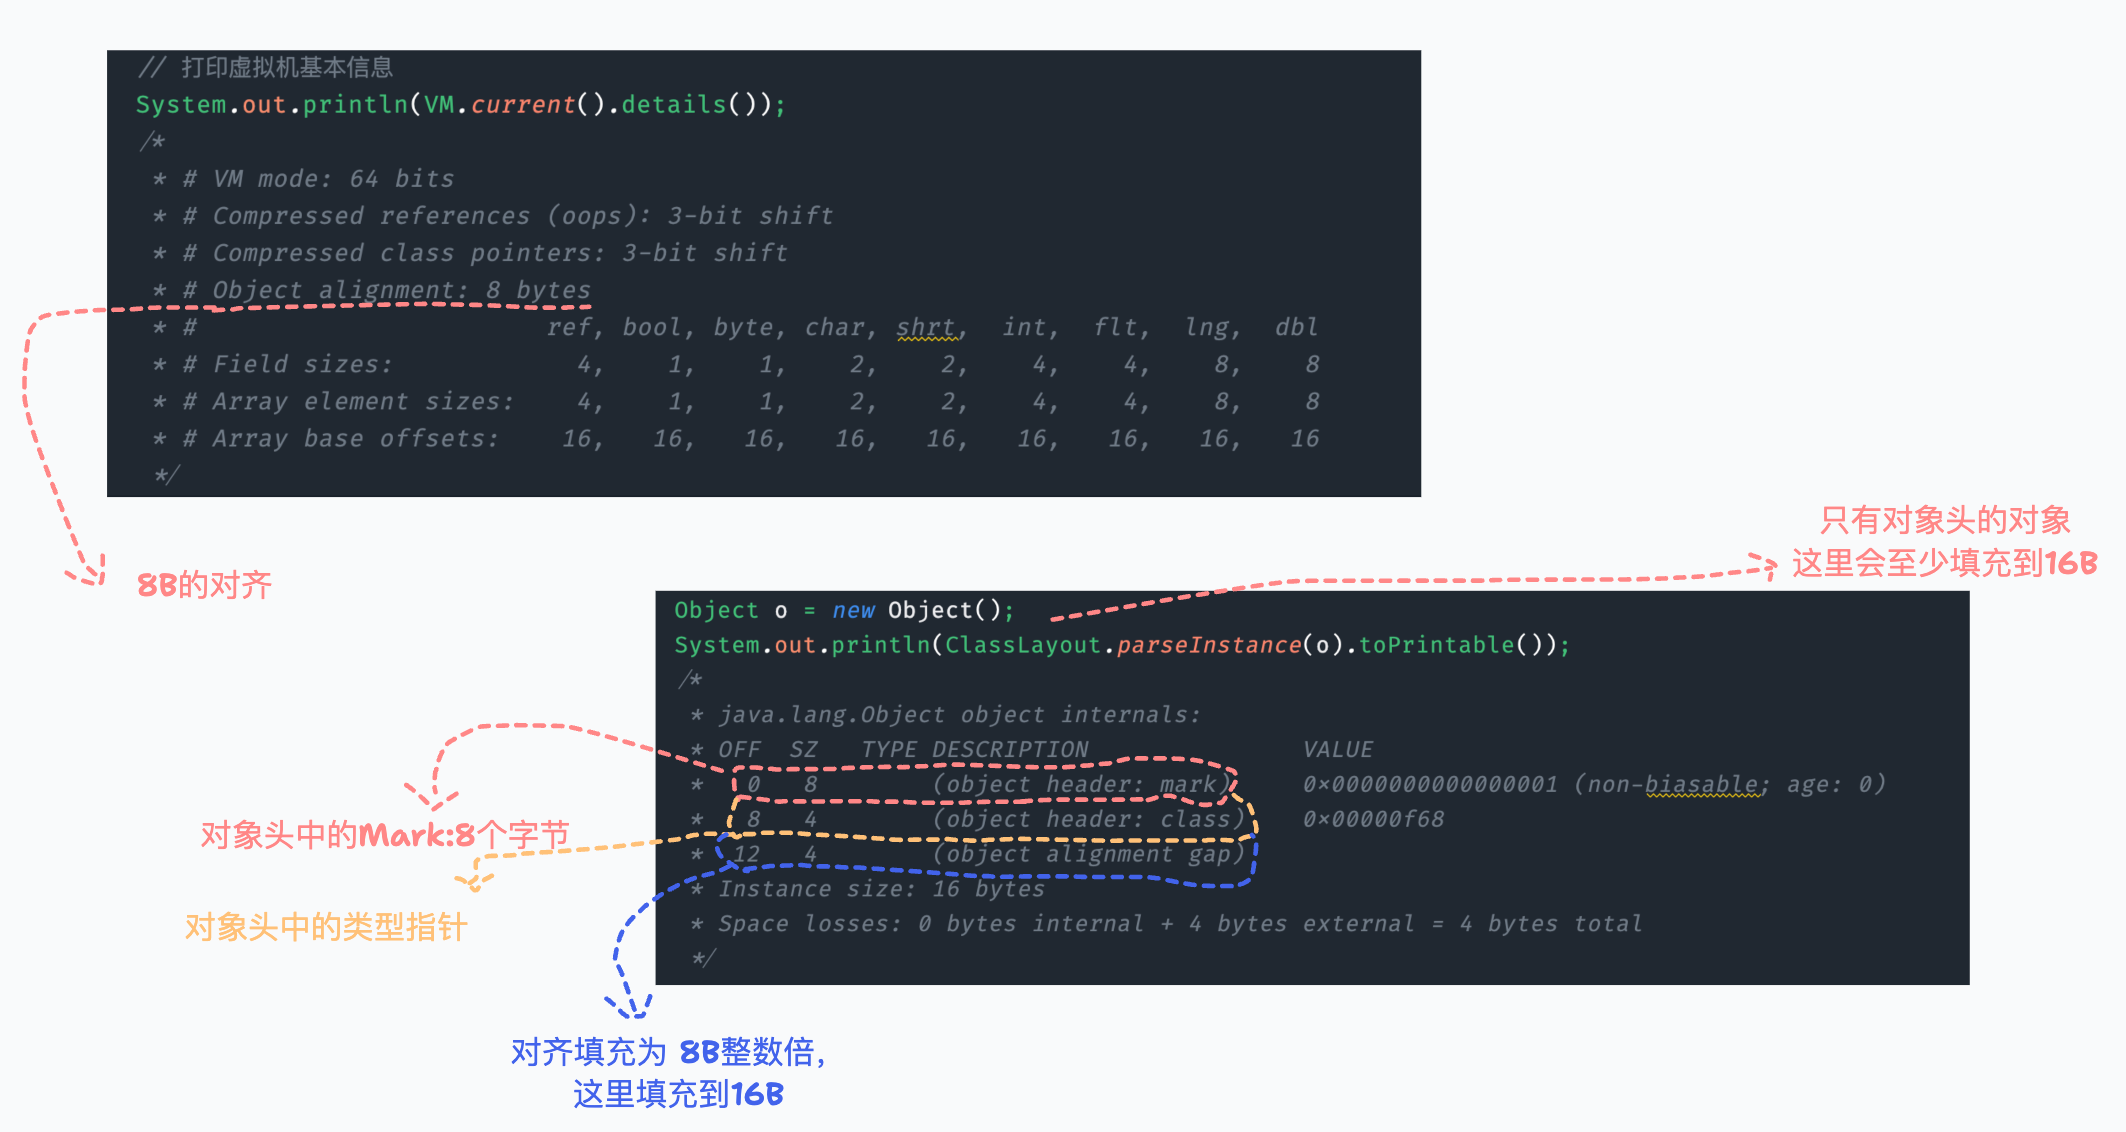 // 打印虚拟机基本信息
System.out.println(VM.current().details());
/*
* # VM mode: 64 bits
* # Compressed references (oops): 3-bit shift
* # Compressed class pointers: 3-bit shift
* # Object alignment: 8 bytes
* # ref, bool, byte, char, shrt, int, flt, lng, dbl
* # Field sizes: 4, 1, 1, 2, 2, 4, 4, 8, 8
* # Array element sizes: 4, 1, 1, 2, 2, 4, 4, 8, 8
* # Array base offsets: 16, 16, 16, 16, 16, 16, 16, 16, 16
*/
8B的对齐
只有对象头的对象
这里会至少填充到16B
Object o = new Object();
System.out.println(ClassLayout.parseInstance(o).toPrintable());
/*
* java.lang.Object object internals:
* OFF SZ TYPE DESCRIPTION VALUE
* 0 8 (object header: mark) 0x0000000000000001 (non-biasable; age: 0)
* 8 4 (object header: class) 0x00000f68
* 12 4 (object alignment gap)
* Instance size: 16 bytes
* Space losses: 0 bytes internal + 4 bytes external = 4 bytes total
*/
对象头中的Mark:8个字节
对象头中的类型指针
对齐填充为 8B整数倍，
这里填充到16B